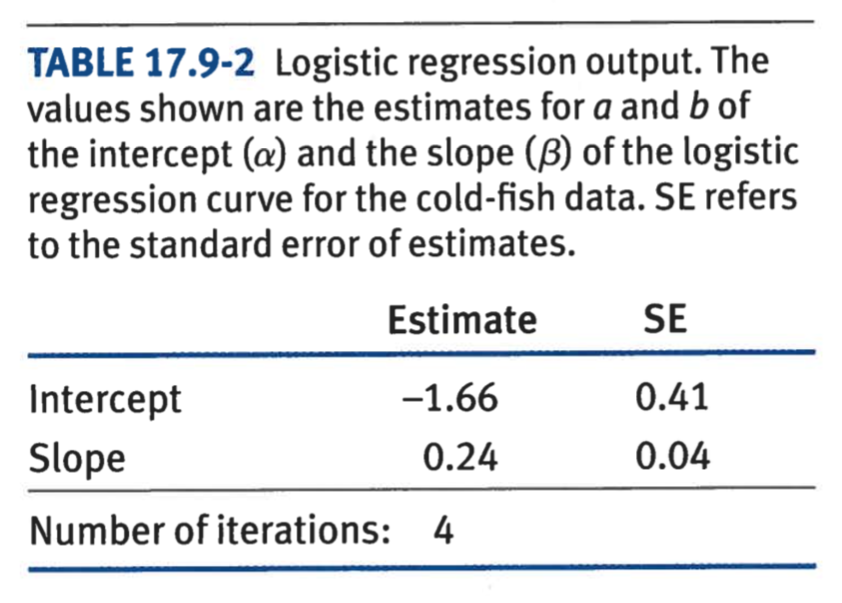 TABLE 17.9-2 Logistic regression output. The
values shown are the estimates for a and b of
the intercept (α) and the slope (β) of the logistic
regression curve for the cold-fish data. SE refers
to the standard error of estimates.
Estimate SE
Intercept −1.66 0.41
Slope 0.24 0.04
Number of iterations: 4